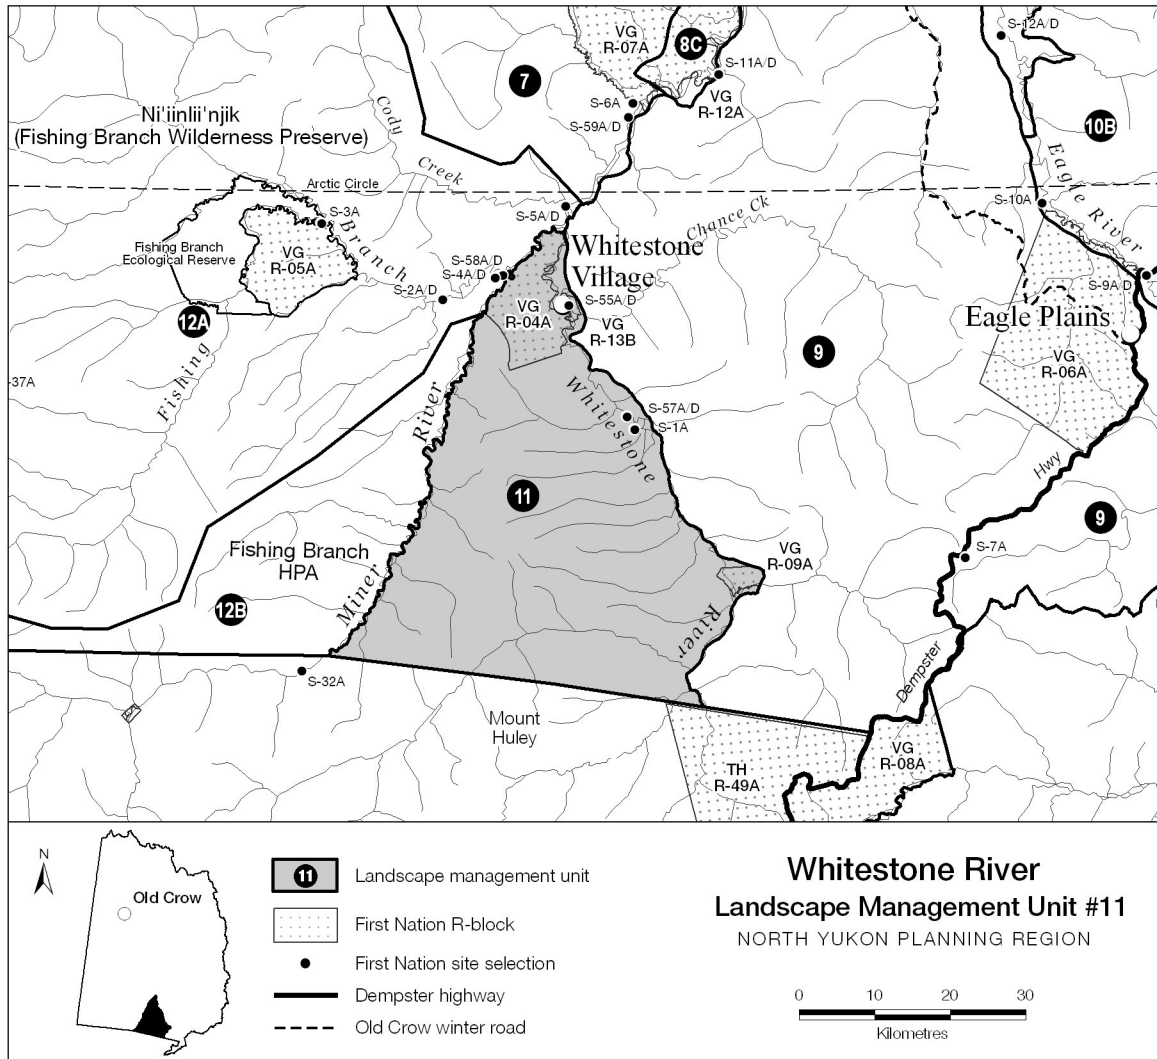 VG
R-07A
8C
S-12A/D
S-11A/D
7
VG
R-12A
S-6A
S-59A/D
10B
Cody
Creek
Ni'iinlii'njik
(Fishing Branch Wilderness Preserve)
Arctic Circle
Eagle River
S-10A
S-3A
S-5A/D
Chance Ck
Branch
Fishing Branch
Ecological Reserve
VG
R-05A
Whitestone
Village
S-58A/D
S-4A/D
S-2A/D
S-9A/D
VG
R-04A
S-55A/D
VG
R-13B
Eagle Plains
12A
9
VG
R-06A
Fishing
-37A
River
Whitestone
S-57A/D
S-1A
Hwy
11
9
Fishing Branch
HPA
VG
R-09A
S-7A
Miner
12B
River
S-32A
Dempster
Mount
Huley
VG
R-08A
TH
R-49A
N
Old Crow
11
Landscape management unit
First Nation R-block
First Nation site selection
Dempster highway
Old Crow winter road
Whitestone River
Landscape Management Unit #11
NORTH YUKON PLANNING REGION
0 10 20 30
Kilometres